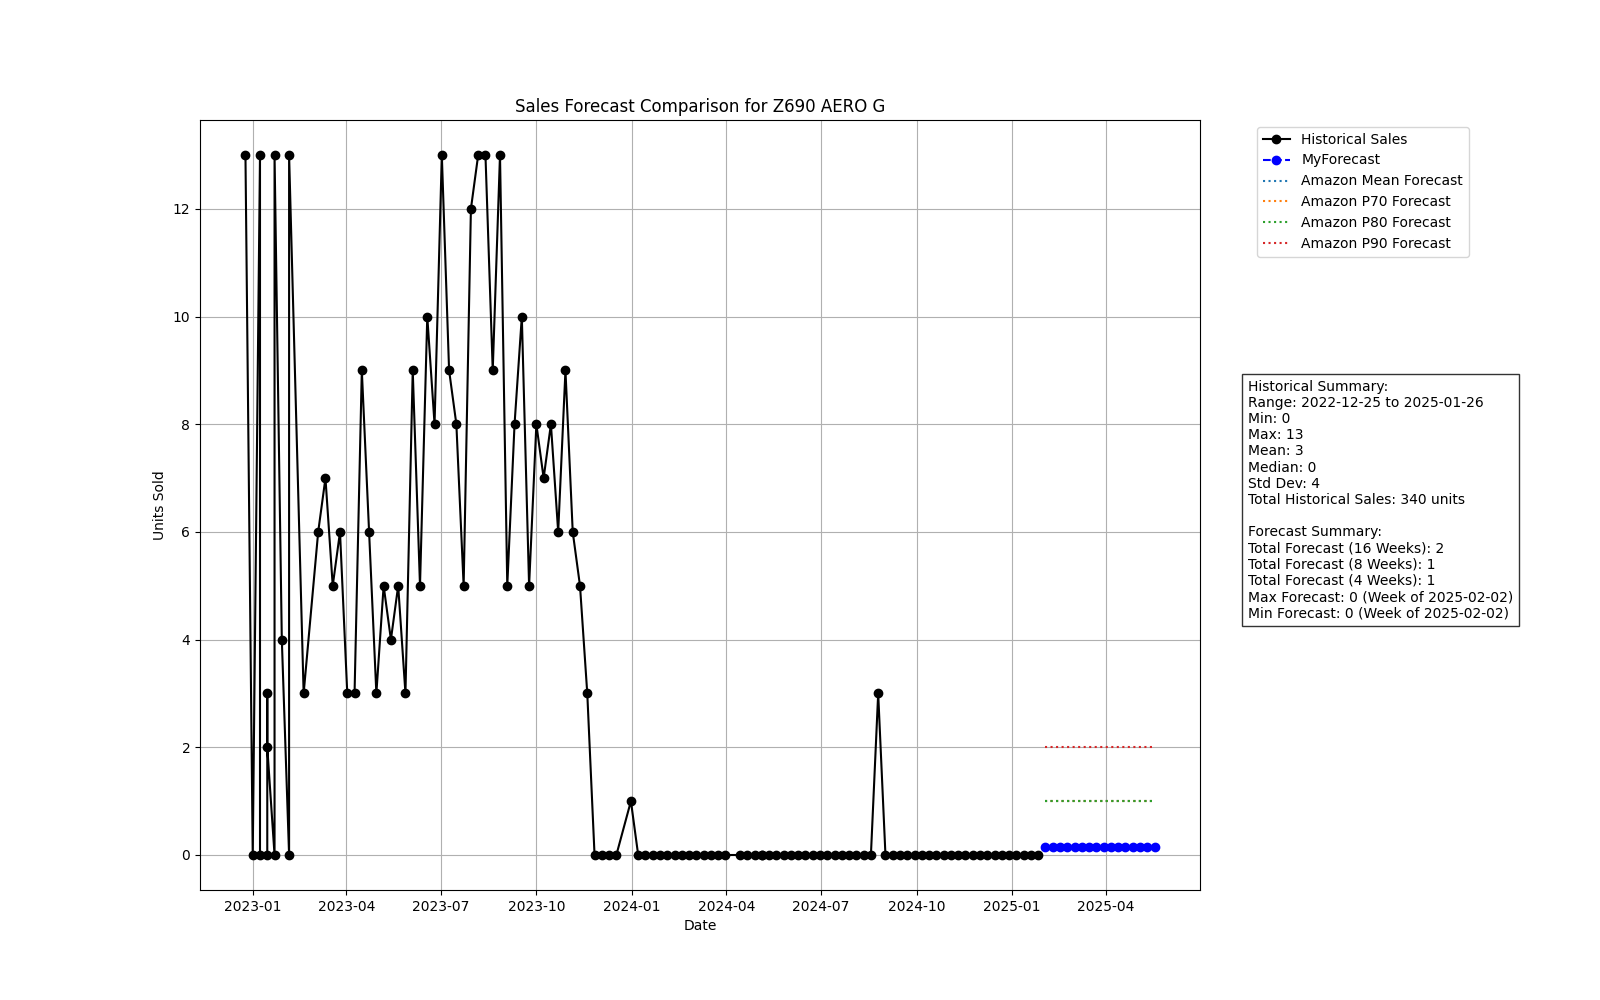 Sales Forecast Comparison for Z690 AERO G
Units Sold
12
10
8
6
4
2
0
2023-01
2023-04
2023-07
2023-10
2024-01
2024-04
2024-07
2024-10
2025-01
2025-04
Date
Historical Sales
MyForecast
Amazon Mean Forecast
Amazon P70 Forecast
Amazon P80 Forecast
Amazon P90 Forecast
Historical Summary:
Range: 2022-12-25 to 2025-01-26
Min: 0
Max: 13
Mean: 3
Median: 0
Std Dev: 4
Total Historical Sales: 340 units
Forecast Summary:
Total Forecast (16 Weeks): 2
Total Forecast (8 Weeks): 1
Total Forecast (4 Weeks): 1
Max Forecast: 0 (Week of 2025-02-02)
Min Forecast: 0 (Week of 2025-02-02)